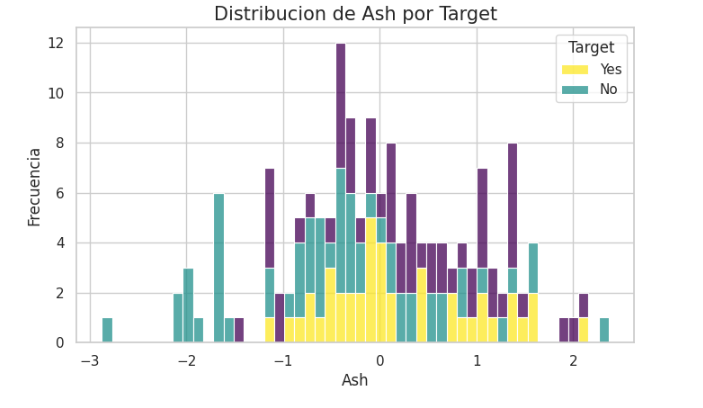 Distribucion de Ash por Target
12
10
8
6
4
2
0
Frecuencia
Target
Yes
No
−3
−2
−1
0
1
2
Ash